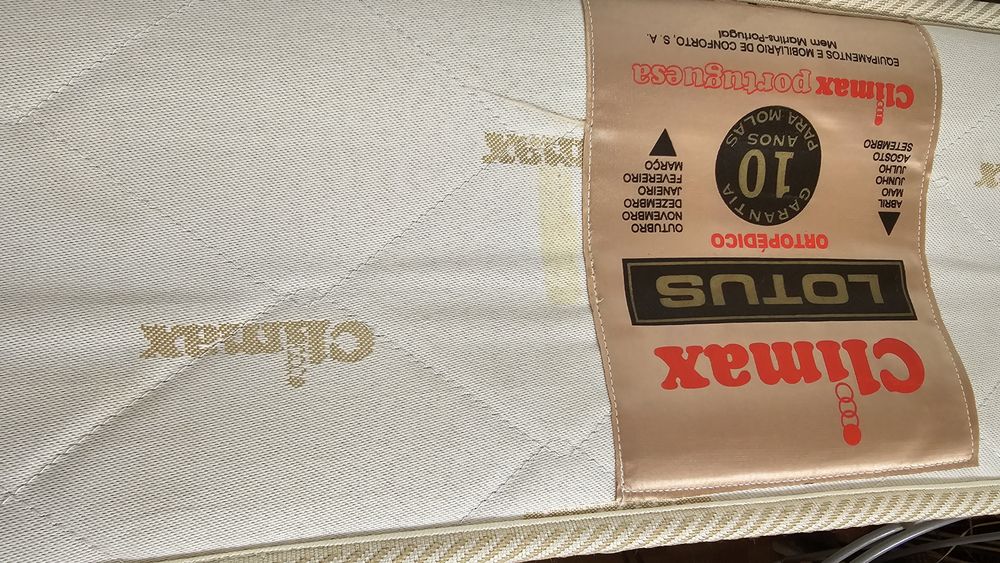 Climax
LOTUS
ORTOPÉDICO
ABRIL
MAIO
JUNHO
JULHO
AGOSTO
SETEMBRO
GARANTIA
10
ANOS
PARA MOLAS
OUTUBRO
NOVEMBRO
DEZEMBRO
JANEIRO
FEVEREIRO
MARÇO
Climax portuguesa
EQUIPAMENTOS E MOBILIÁRIO DE CONFORTO, S. A.
Mem Martins-Portugal
Climax
max